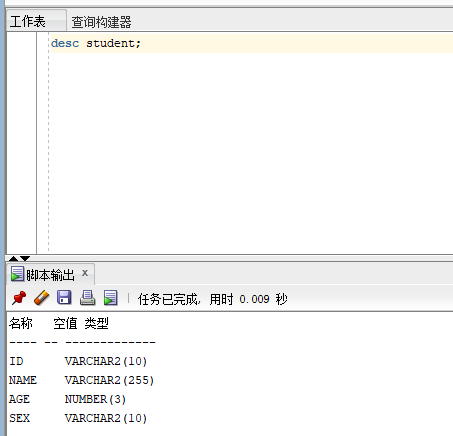 工作表 查询构建器
desc student;
脚本输出 x
任务已完成, 用时 0.009 秒
名称   空值 类型
---- -- -------------
ID      VARCHAR2(10)
NAME    VARCHAR2(255)
AGE     NUMBER(3)
SEX     VARCHAR2(10)